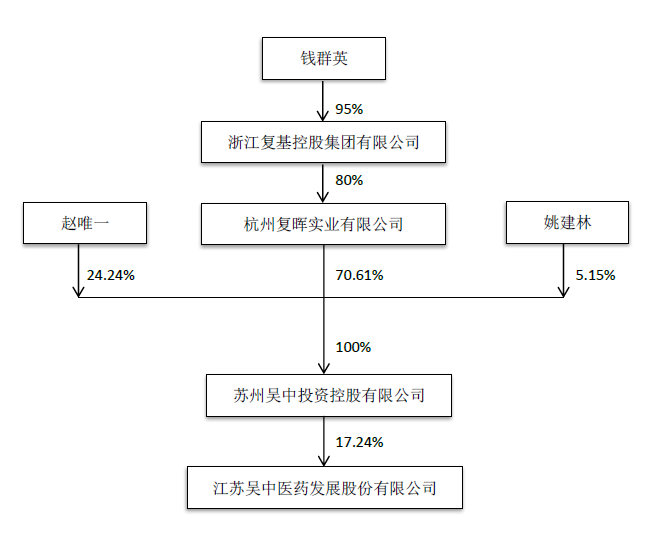 钱群英
95%
浙江复基控股集团有限公司
80%
赵唯一
杭州复晖实业有限公司
姚建林
24.24%
70.61%
5.15%
100%
苏州吴中投资控股有限公司
17.24%
江苏吴中医药发展股份有限公司